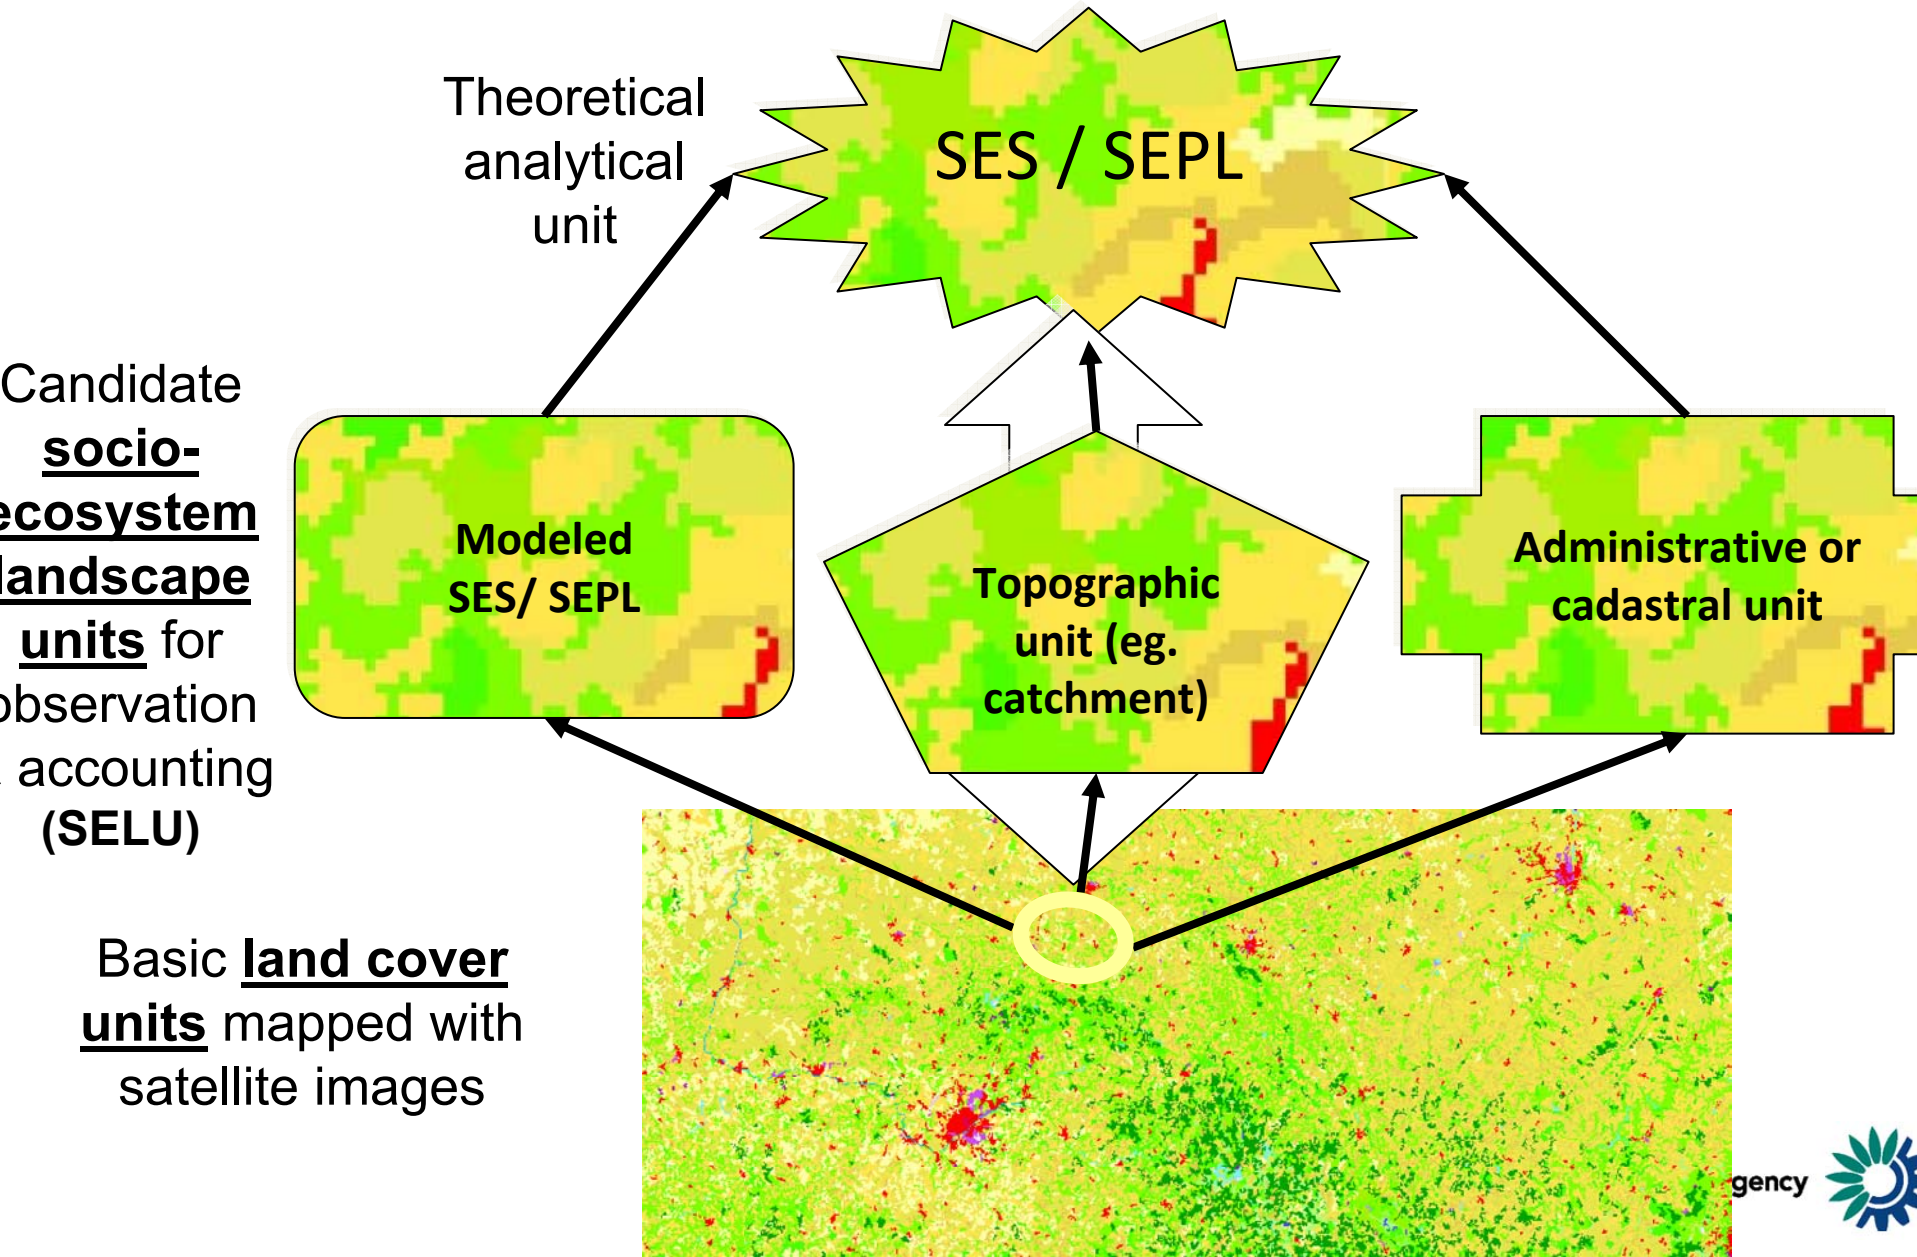 Theoretical
analytical
unit
SES / SEPL
Candidate
socio-
ecosystem
landscape
units for
observation
accounting
(SELU)
Modeled
SES/ SEPL
Topographic
unit (eg.
catchment)
Administrative or
cadastral unit
Basic land cover
units mapped with
satellite images
gency